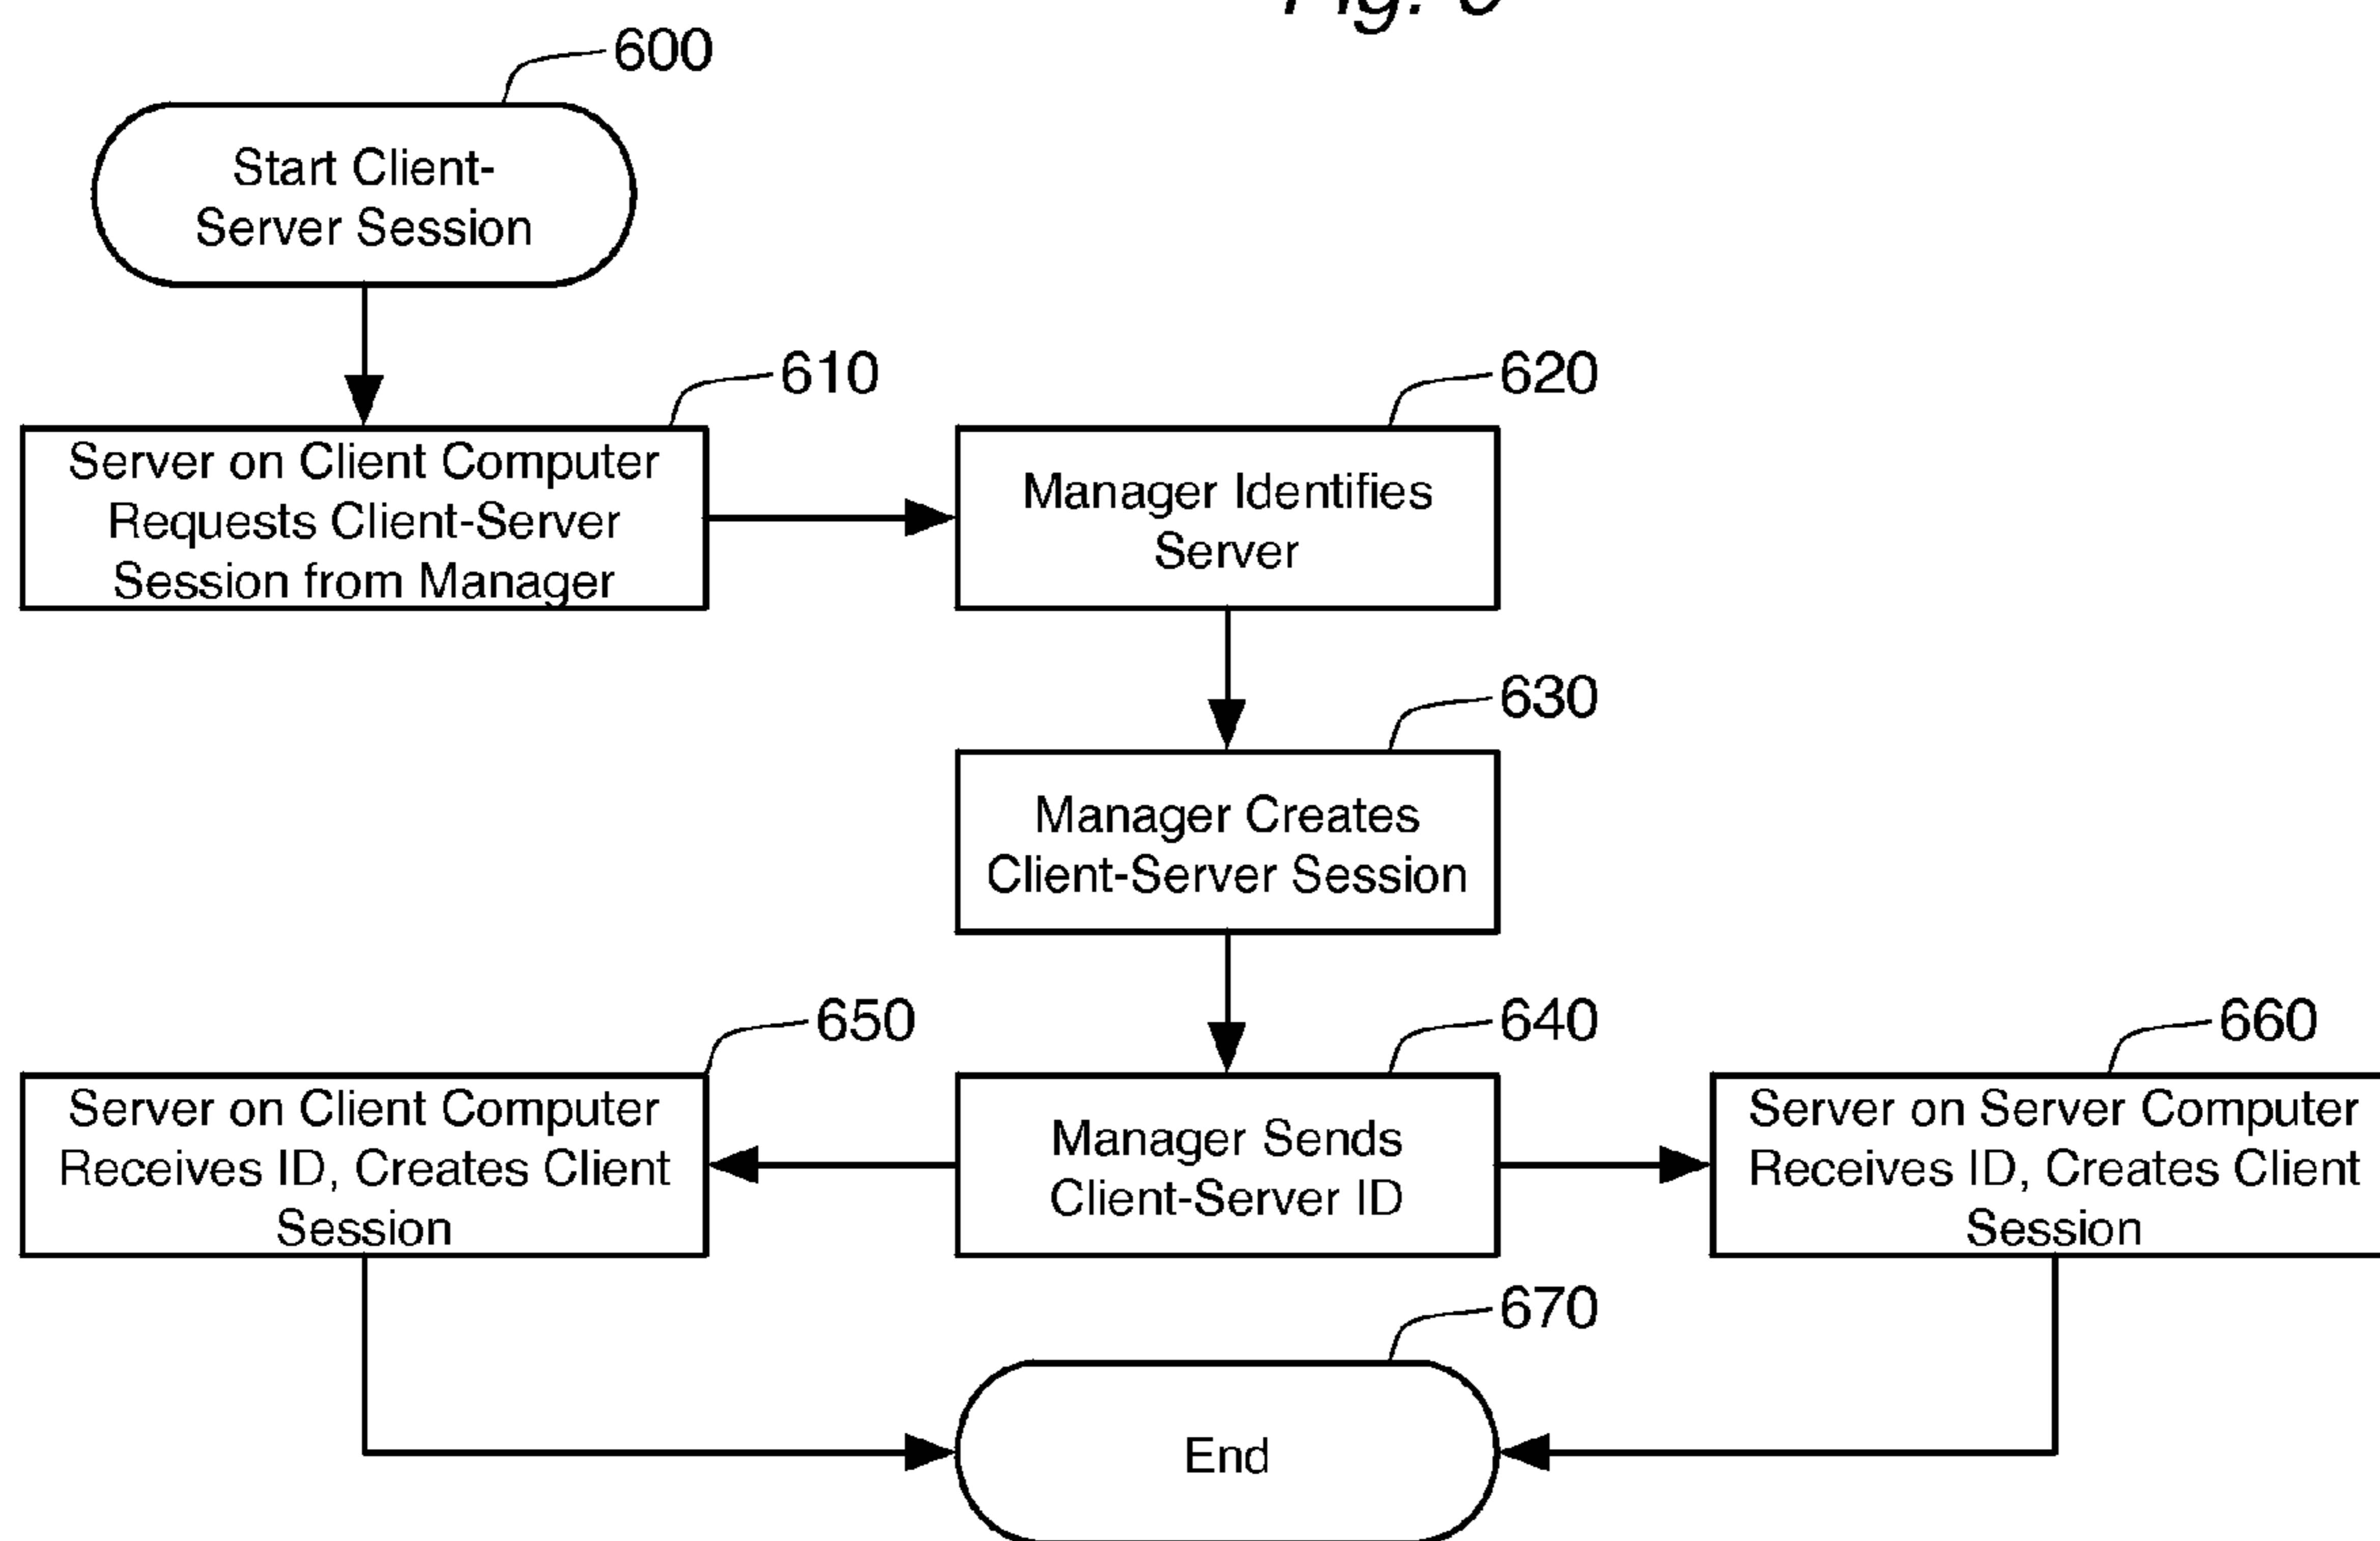 600
Start Client-
Server Session
610
Server on Client Computer
Requests Client-Server
Session from Manager
620
Manager Identifies
Server
630
Manager Creates
Client-Server Session
640
Manager Sends
Client-Server ID
650
Server on Client Computer
Receives ID, Creates Client
Session
660
Server on Server Computer
Receives ID, Creates Client
Session
670
End